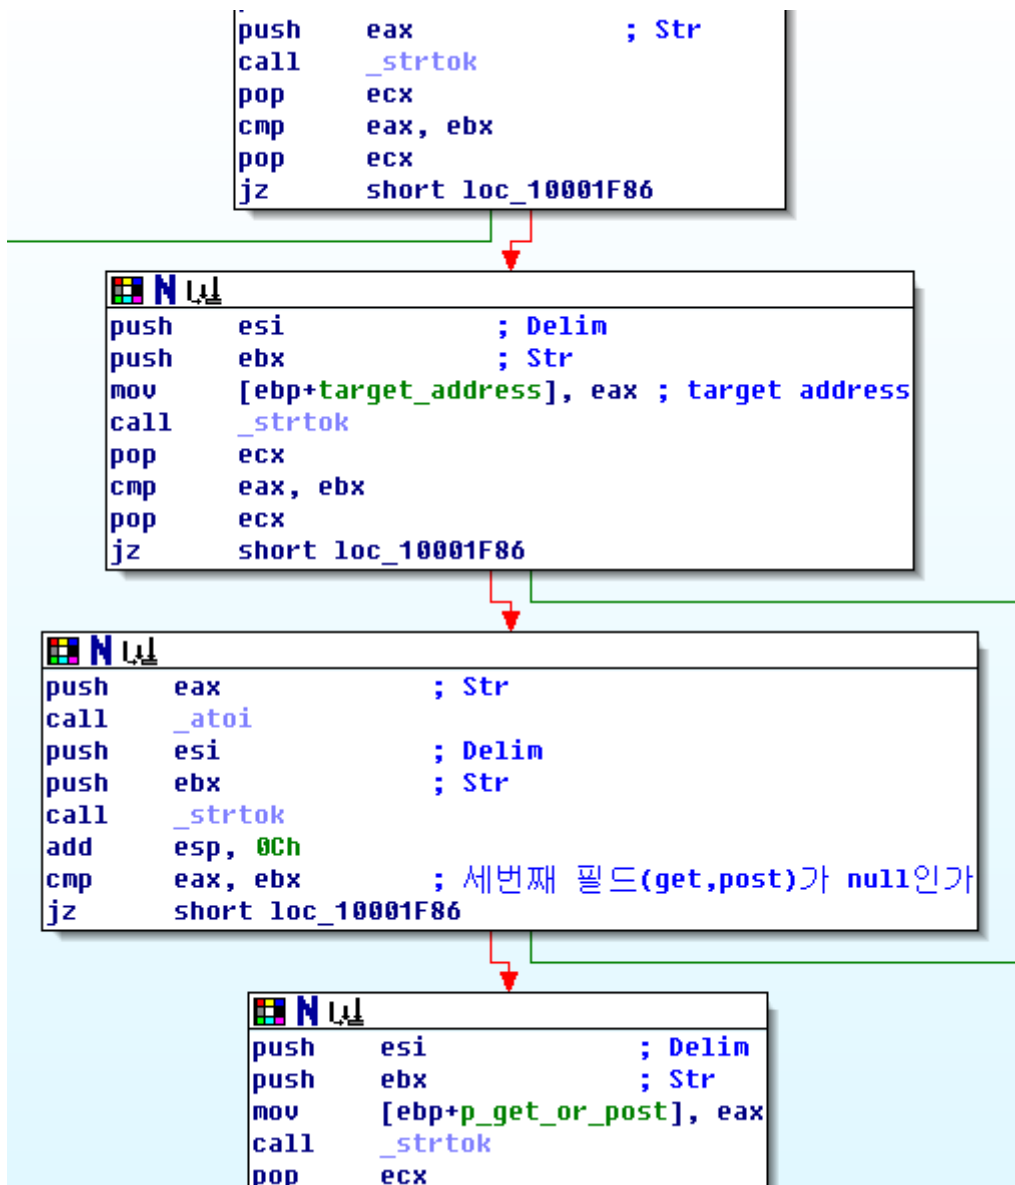 push eax ; Str
call _strtok
pop ecx
cmp eax, ebx
pop ecx
jz short loc_10001F86
push esi ; Delim
push ebx ; Str
mov [ebp+target_address], eax ; target address
call _strtok
pop ecx
cmp eax, ebx
pop ecx
jz short loc_10001F86
push eax ; Str
call _atoi
push esi ; Delim
push ebx ; Str
call _strtok
add esp, 0Ch
cmp eax, ebx ; 세번째 필드(get,post)가 null인가
jz short loc_10001F86
push esi ; Delim
push ebx ; Str
mov [ebp+p_get_or_post], eax
call _strtok
pop ecx